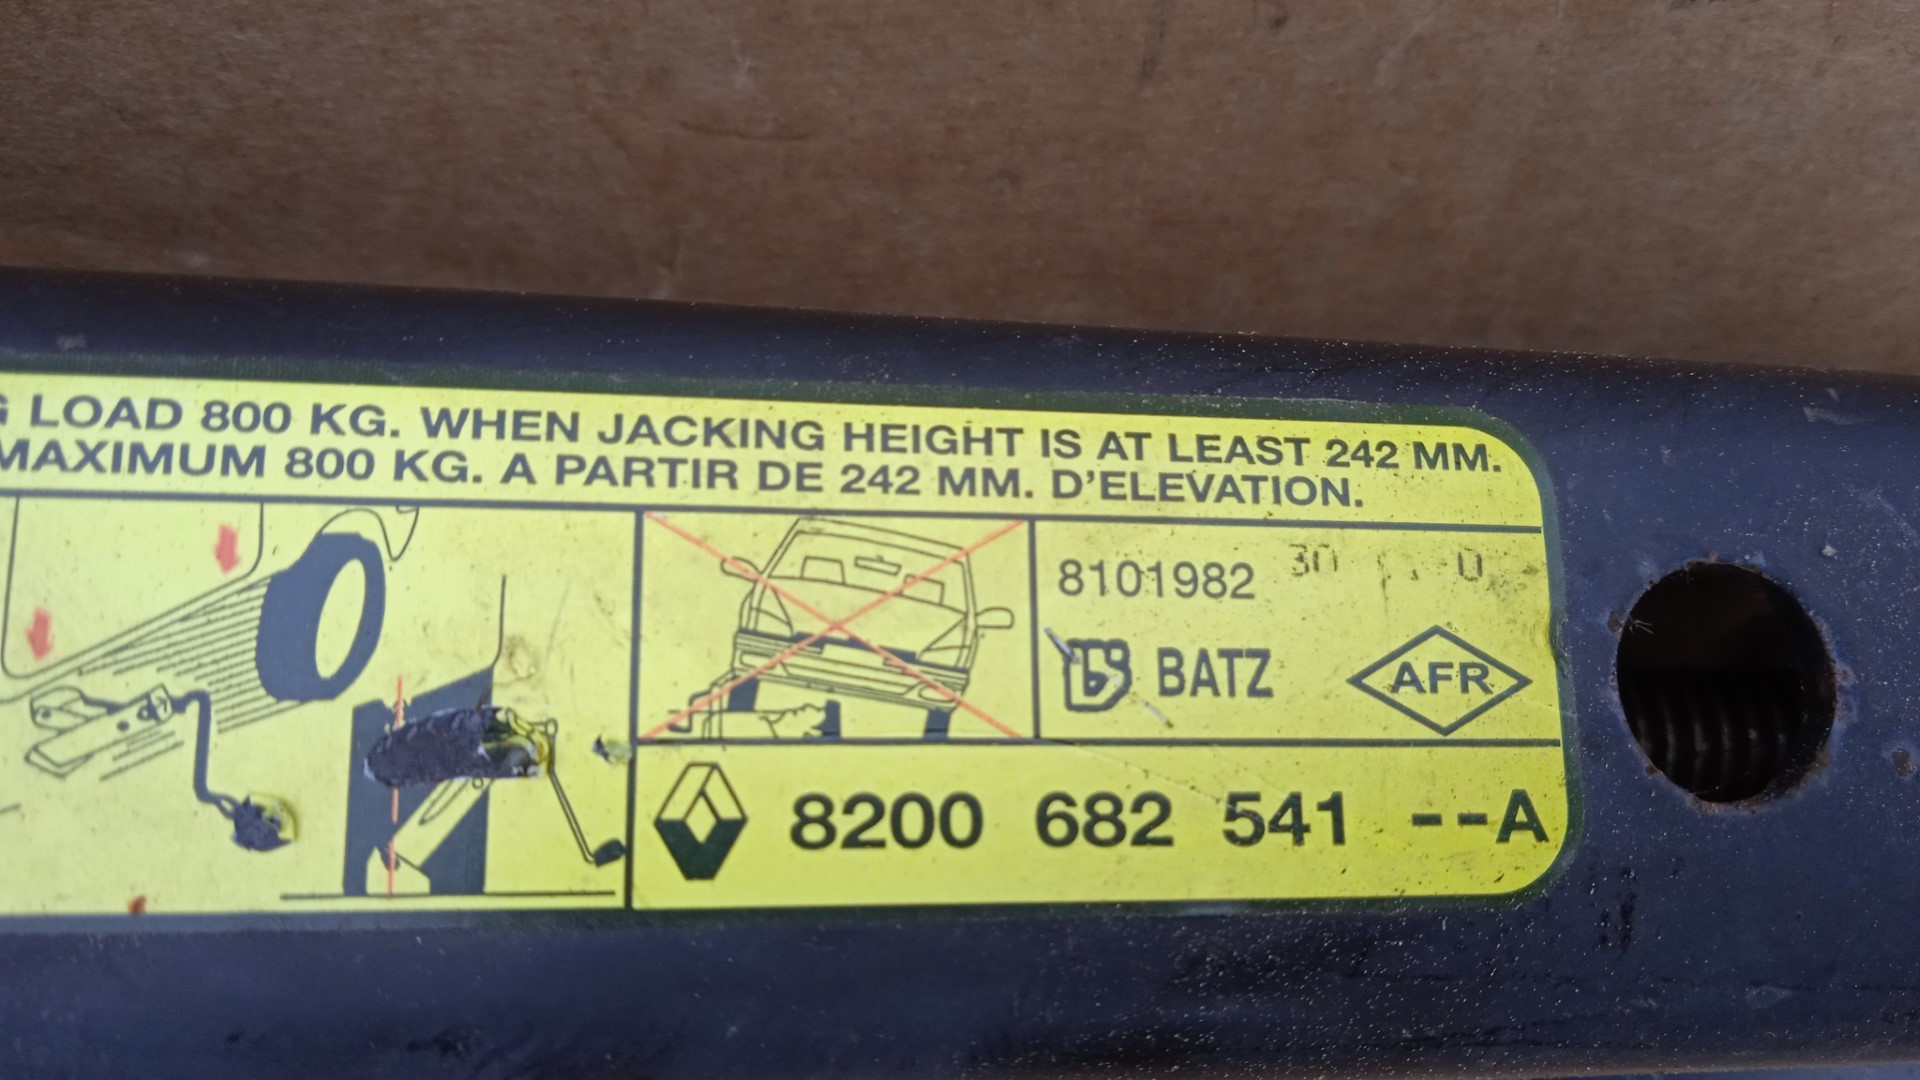 LOAD 800 KG. WHEN JACKING HEIGHT IS AT LEAST 242 MM.
MAXIMUM 800 KG. A PARTIR DE 242 MM. D'ELEVATION.
8101982 30
BATZ
AFR
8200 682 541 --A